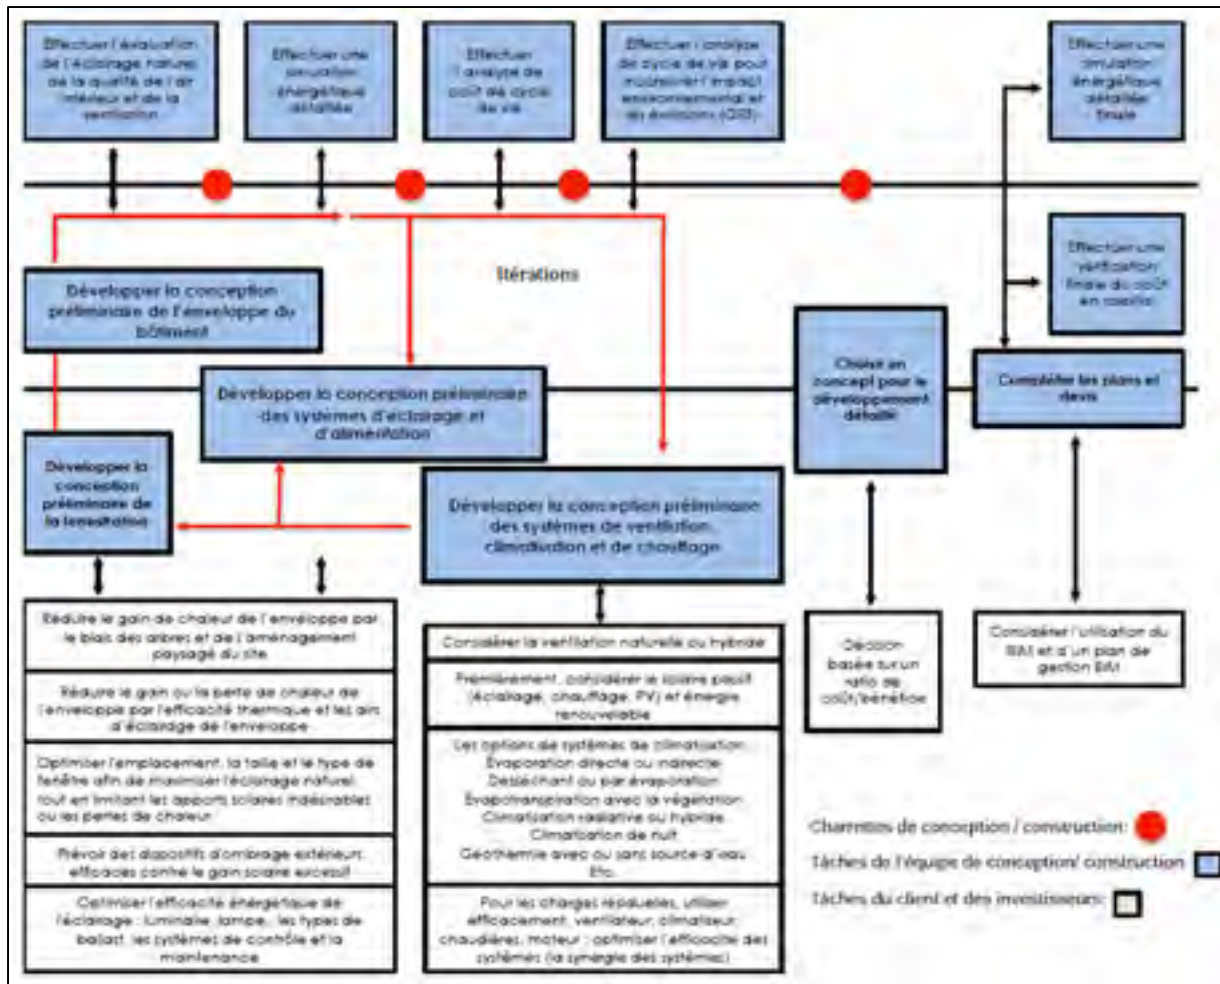 Effectuer l'évaluation
de l'éclairage naturel
de la qualité de l'air
intérieur et de la
ventilation
Effectuer une
simulation
énergétique
détaillée
Effectuer
l'analyse de
coût de cycle
de vie
Effectuer l'analyse
de cycle de vie pour
mesurer l'impact
environnemental et
les émissions
Effectuer une
simulation
énergétique
détaillée
finale
Itérations
Développer la conception
préliminaire de l'enveloppe du
bâtiment
Effectuer une
vérification
finale du coût
Développer la conception préliminaire
des systèmes d'éclairage et
d'alimentation
Choisir un
concept pour le
développement
détaillé
Compléter les plans et
devis
Développer la
conception
préliminaire de
la
Développer la conception préliminaire
des systèmes de ventilation,
climatisation et de chauffage
Réduire le gain de chaleur de l'enveloppe par
le biais des arbres et de l'aménagement
paysagé du site
Réduire le gain ou la perte de chaleur de
l'enveloppe par l'efficacité thermique et les
d'éclairage de l'enveloppe
Optimiser l'emplacement, la taille et le type de
fenêtre afin de maximiser l'éclairage naturel,
tout en limitant les apports solaires indésirables
ou les pertes de chaleur
Prévoir des dispositifs d'ombrage extérieurs
efficaces contre le gain solaire excessif
Optimiser l'efficacité énergétique de
l'éclairage : luminaire, lampe, les types de
ballast, les systèmes de contrôle et la
maintenance
Considérer la ventilation naturelle ou hybride
Premièrement, considérer le solaire passif
(éclairage, chauffage, PV) et énergie
renouvelable
Les options de systèmes de climatisation
Évaporation directe ou indirecte
Desséchant ou par évaporation
Évapotranspiration avec la végétation
Climatisation radiative ou hybride
Climatisation de nuit
Géothermie avec ou sans source d'eau
Etc.
Pour les charges résiduelles, utiliser
efficacement, ventilateur, climatiseur,
chaudières, moteur : optimiser l'efficacité des
systèmes (la synergie des systèmes)
Décision
basée sur un
ratio de
coût/bénéfice
Considérer l'utilisation du
BIM et d'un plan de
gestion BIM
Charrettes de conception / construction:
Tâches de l'équipe de conception/ construction
Tâches du client et des investisseurs: